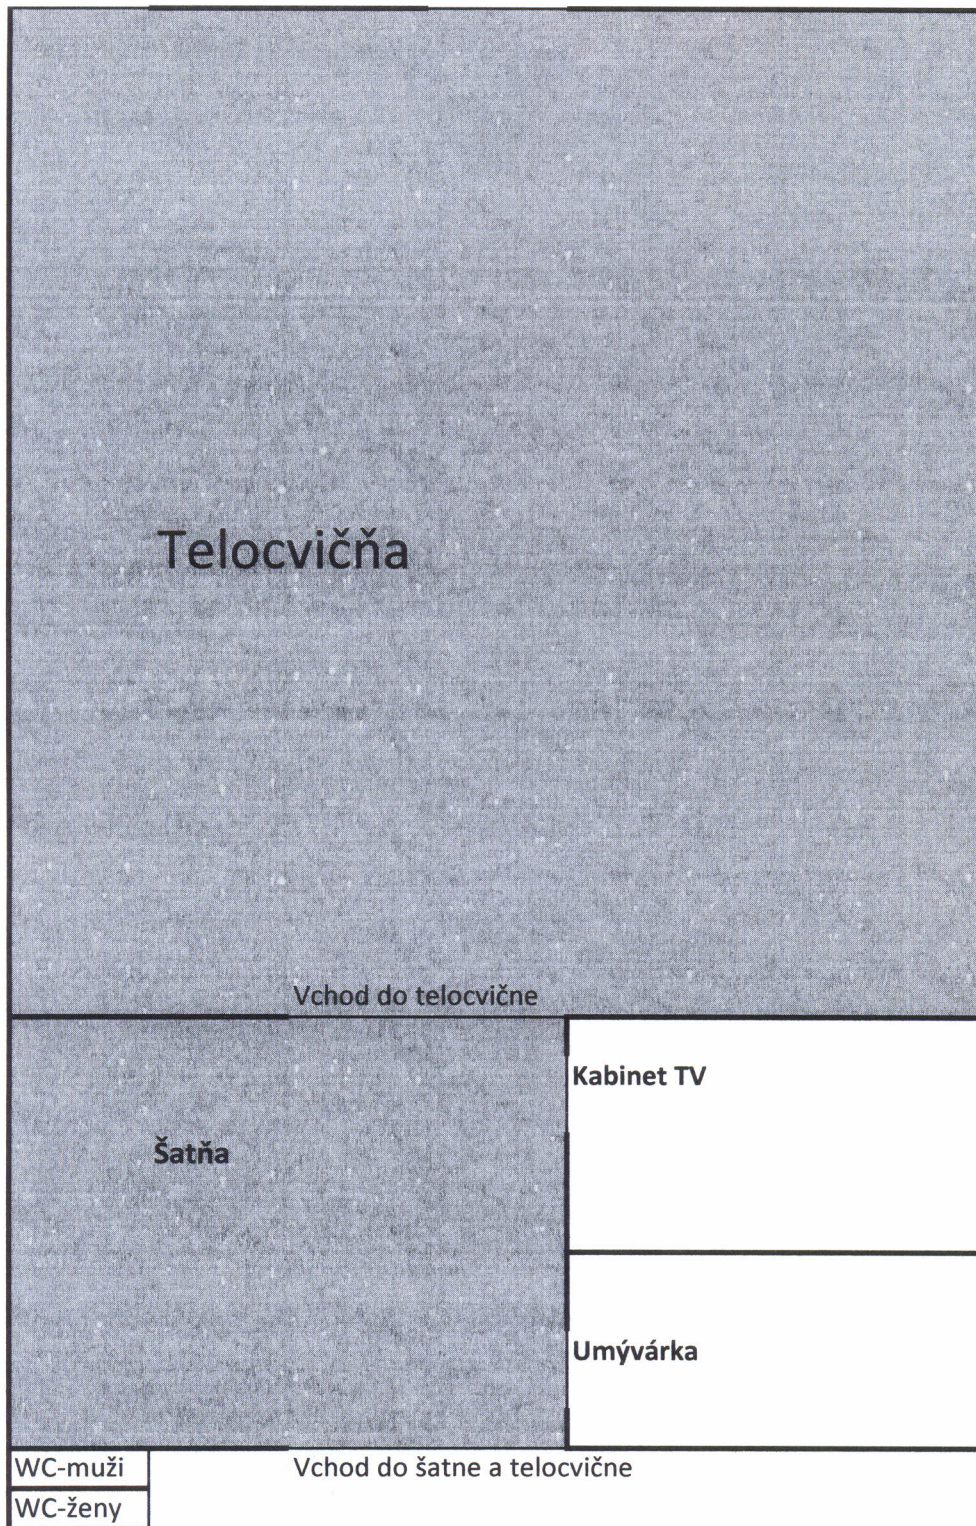 Telocvičňa
Vchod do telocvične
Kabinet TV
Šatňa
Umývárka
WC-muži
Vchod do šatne a telocvične
WC-ženy